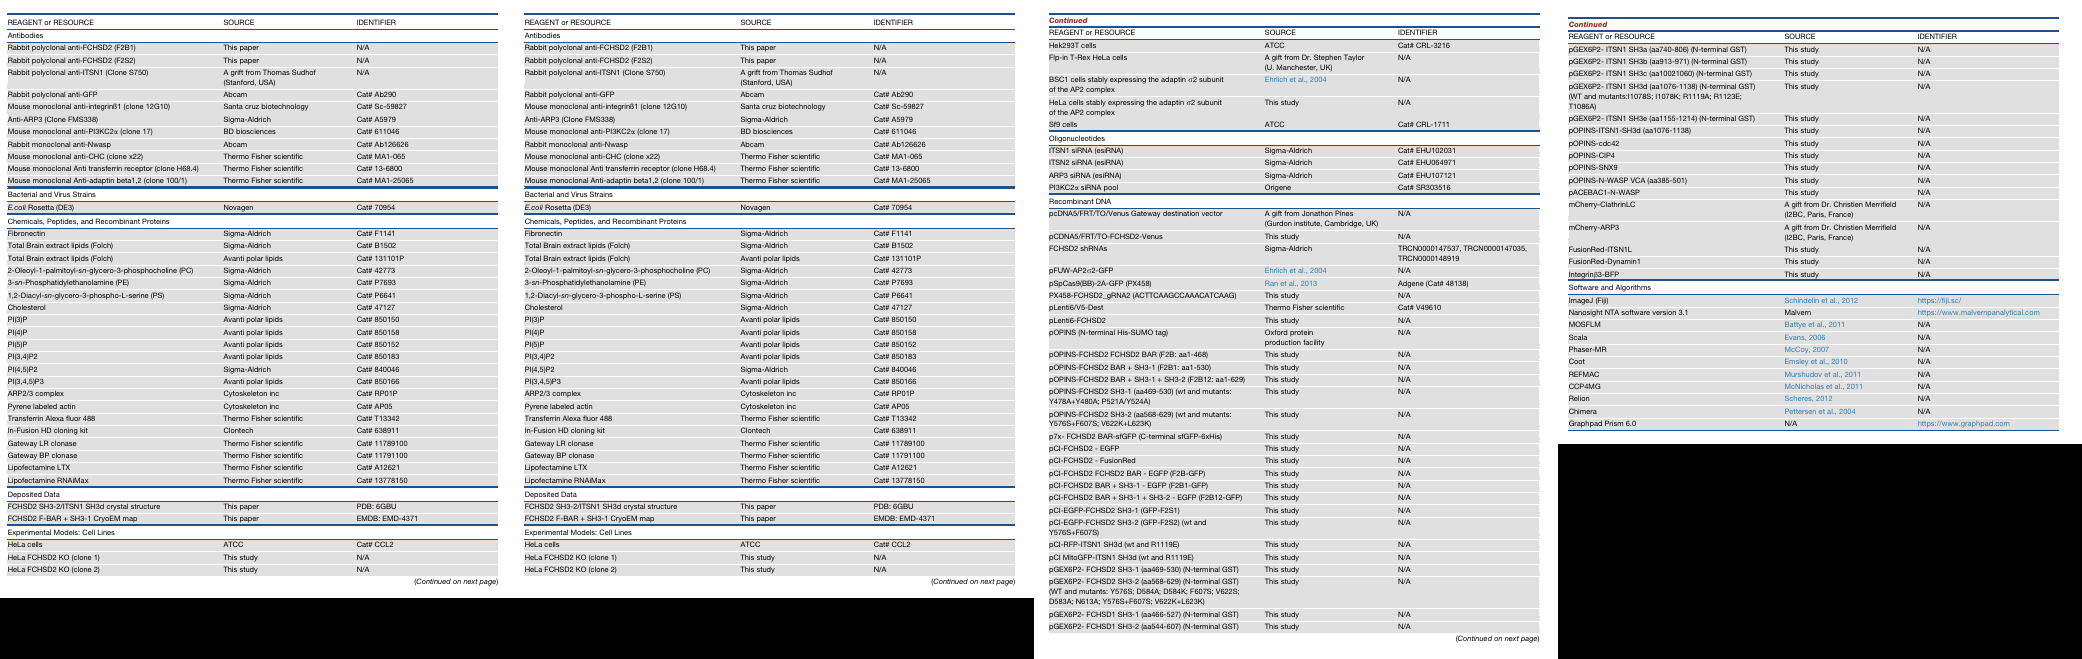 REAGENT or RESOURCE SOURCE IDENTIFIER
Antibodies
Rabbit polyclonal anti-FCHSD2 (F2B1) This paper N/A
Rabbit polyclonal anti-FCHSD2 (F2S2) This paper N/A
Rabbit polyclonal anti-ITSN1 (Clone S750) A grift from Thomas Sudhof N/A
(Stanford, USA)
Rabbit polyclonal anti-GFP Abcam Cat# Ab290
Mouse monoclonal anti-integrinß1 (clone 12G10) Santa cruz biotechnology Cat# Sc-59827
Anti-ARP3 (Clone FMS338) Sigma-Aldrich Cat# A5979
Mouse monoclonal anti-PI3KC2α (clone 17) BD biosciences Cat# 611046
Rabbit monoclonal anti-Nwasp Abcam Cat# Ab126626
Mouse monoclonal anti-CHC (clone x22) Thermo Fisher scientific Cat# MA1-065
Mouse monoclonal Anti transferrin receptor (clone H68.4) Thermo Fisher scientific Cat# 13-6800
Mouse monoclonal Anti-adaptin beta1,2 (clone 100/1) Thermo Fisher scientific Cat# MA1-25065
Bacterial and Virus Strains
E.coli Rosetta (DE3) Novagen Cat# 70954
Chemicals, Peptides, and Recombinant Proteins
Fibronectin Sigma-Aldrich Cat# F1141
Total Brain extract lipids (Folch) Sigma-Aldrich Cat# B1502
Total Brain extract lipids (Folch) Avanti polar lipids Cat# 131101P
2-Oleoyl-1-palmitoyl-sn-glycero-3-phosphocholine (PC) Sigma-Aldrich Cat# 42773
3-sn-Phosphatidylethanolamine (PE) Sigma-Aldrich Cat# P7693
1,2-Diacyl-sn-glycero-3-phospho-L-serine (PS) Sigma-Aldrich Cat# P6641
Cholesterol Sigma-Aldrich Cat# 47127
PI(3)P Avanti polar lipids Cat# 850150
PI(4)P Avanti polar lipids Cat# 850158
PI(5)P Avanti polar lipids Cat# 850152
PI(3,4)P2 Avanti polar lipids Cat# 850183
PI(4,5)P2 Avanti polar lipids Cat# 840046
PI(3,4,5)P3 Avanti polar lipids Cat# 850166
ARP2/3 complex Cytoskeleton inc Cat# RP01P
Pyrene labeled actin Cytoskeleton inc Cat# AP05
Transferrin Alexa fluor 488 Thermo Fisher scientific Cat# T13342
In-Fusion HD cloning kit Clontech Cat# 638911
Gateway LR clonase Thermo Fisher scientific Cat# 11789100
Gateway BP clonase Thermo Fisher scientific Cat# 11791100
Lipofectamine LTX Thermo Fisher scientific Cat# A12621
Lipofectamine RNAiMax Thermo Fisher scientific Cat# 13778150
Deposited Data
FCHSD2 SH3-2/ITSN1 SH3d crystal structure This paper PDB: 6GBU
FCHSD2 F-BAR + SH3-1 CryoEM map This paper EMDB: EMD-4371
Experimental Models: Cell Lines
HeLa cells ATCC Cat# CCL2
HeLa FCHSD2 KO (clone 1) This study N/A
HeLa FCHSD2 KO (clone 2) This study N/A
(Continued on next page)
REAGENT or RESOURCE SOURCE IDENTIFIER
Antibodies
Rabbit polyclonal anti-FCHSD2 (F2B1) This paper N/A
Rabbit polyclonal anti-FCHSD2 (F2S2) This paper N/A
Rabbit polyclonal anti-ITSN1 (Clone S750) A grift from Thomas Sudhof N/A
(Stanford, USA)
Rabbit polyclonal anti-GFP Abcam Cat# Ab290
Mouse monoclonal anti-integrinß1 (clone 12G10) Santa cruz biotechnology Cat# Sc-59827
Anti-ARP3 (Clone FMS338) Sigma-Aldrich Cat# A5979
Mouse monoclonal anti-PI3KC2α (clone 17) BD biosciences Cat# 611046
Rabbit monoclonal anti-Nwasp Abcam Cat# Ab126626
Mouse monoclonal anti-CHC (clone x22) Thermo Fisher scientific Cat# MA1-065
Mouse monoclonal Anti transferrin receptor (clone H68.4) Thermo Fisher scientific Cat# 13-6800
Mouse monoclonal Anti-adaptin beta1,2 (clone 100/1) Thermo Fisher scientific Cat# MA1-25065
Bacterial and Virus Strains
E.coli Rosetta (DE3) Novagen Cat# 70954
Chemicals, Peptides, and Recombinant Proteins
Fibronectin Sigma-Aldrich Cat# F1141
Total Brain extract lipids (Folch) Sigma-Aldrich Cat# B1502
Total Brain extract lipids (Folch) Avanti polar lipids Cat# 131101P
2-Oleoyl-1-palmitoyl-sn-glycero-3-phosphocholine (PC) Sigma-Aldrich Cat# 42773
3-sn-Phosphatidylethanolamine (PE) Sigma-Aldrich Cat# P7693
1,2-Diacyl-sn-glycero-3-phospho-L-serine (PS) Sigma-Aldrich Cat# P6641
Cholesterol Sigma-Aldrich Cat# 47127
PI(3)P Avanti polar lipids Cat# 850150
PI(4)P Avanti polar lipids Cat# 850158
PI(5)P Avanti polar lipids Cat# 850152
PI(3,4)P2 Avanti polar lipids Cat# 850183
PI(4,5)P2 Avanti polar lipids Cat# 840046
PI(3,4,5)P3 Avanti polar lipids Cat# 850166
ARP2/3 complex Cytoskeleton inc Cat# RP01P
Pyrene labeled actin Cytoskeleton inc Cat# AP05
Transferrin Alexa fluor 488 Thermo Fisher scientific Cat# T13342
In-Fusion HD cloning kit Clontech Cat# 638911
Gateway LR clonase Thermo Fisher scientific Cat# 11789100
Gateway BP clonase Thermo Fisher scientific Cat# 11791100
Lipofectamine LTX Thermo Fisher scientific Cat# A12621
Lipofectamine RNAiMax Thermo Fisher scientific Cat# 13778150
Deposited Data
FCHSD2 SH3-2/ITSN1 SH3d crystal structure This paper PDB: 6GBU
FCHSD2 F-BAR + SH3-1 CryoEM map This paper EMDB: EMD-4371
Experimental Models: Cell Lines
HeLa cells ATCC Cat# CCL2
HeLa FCHSD2 KO (clone 1) This study N/A
HeLa FCHSD2 KO (clone 2) This study N/A
(Continued on next page)
Continued
REAGENT or RESOURCE SOURCE IDENTIFIER
Hek293T cells ATCC Cat# CRL-3216
Flp-in T-Rex HeLa cells A gift from Dr. Stephen Taylor N/A
(U. Manchester, UK)
BSC1 cells stably expressing the adaptin σ2 subunit Ehrlich et al., 2004 N/A
of the AP2 complex
HeLa cells stably expressing the adaptin σ2 subunit This study N/A
of the AP2 complex
Sf9 cells ATCC Cat# CRL-1711
Oligonucleotides
ITSN1 siRNA (esiRNA) Sigma-Aldrich Cat# EHU102031
ITSN2 siRNA (esiRNA) Sigma-Aldrich Cat# EHU064971
ARP3 siRNA (esiRNA) Sigma-Aldrich Cat# EHU107121
PI3KC2α siRNA pool Origene Cat# SR303516
Recombinant DNA
pcDNA5/FRT/TO/Venus Gateway destination vector A gift from Jonathon Pines N/A
(Gurdon institute, Cambridge, UK)
pCDNA5/FRT/TO-FCHSD2-Venus This study N/A
FCHSD2 shRNAs Sigma-Aldrich TRCN0000147537, TRCN0000147035,
TRCN0000148919
pFUW-AP2σ2-GFP Ehrlich et al., 2004 N/A
pSpCas9(BB)-2A-GFP (PX458) Ran et al., 2013 Adgene (Cat# 48138)
PX458-FCHSD2_gRNA2 (ACTTCAAGCCAAACATCAAG) This study N/A
pLenti6/V5-Dest Thermo Fisher scientific Cat# V49610
pLenti6-FCHSD2 This study N/A
pOPINS (N-terminal His-SUMO tag) Oxford protein N/A
production facility
pOPINS-FCHSD2 FCHSD2 BAR (F2B: aa1-468) This study N/A
pOPINS-FCHSD2 BAR + SH3-1 (F2B1: aa1-530) This study N/A
pOPINS-FCHSD2 BAR + SH3-1 + SH3-2 (F2B12: aa1-629) This study N/A
pOPINS-FCHSD2 SH3-1 (aa469-530) (wt and mutants: This study N/A
Y478A+Y480A; P521A/Y524A)
pOPINS-FCHSD2 SH3-2 (aa568-629) (wt and mutants: This study N/A
Y576S+F607S; V622K+L623K)
p7x- FCHSD2 BAR-sfGFP (C-terminal sfGFP-6xHis) This study N/A
pCI-FCHSD2 - EGFP This study N/A
pCI-FCHSD2 - FusionRed This study N/A
pCI-FCHSD2 FCHSD2 BAR - EGFP (F2B-GFP) This study N/A
pCI-FCHSD2 BAR + SH3-1 - EGFP (F2B1-GFP) This study N/A
pCI-FCHSD2 BAR + SH3-1 + SH3-2 - EGFP (F2B12-GFP) This study N/A
pCI-EGFP-FCHSD2 SH3-1 (GFP-F2S1) This study N/A
pCI-EGFP-FCHSD2 SH3-2 (GFP-F2S2) (wt and This study N/A
Y576S+F607S)
pCI-RFP-ITSN1 SH3d (wt and R1119E) This study N/A
pCI MitoGFP-ITSN1 SH3d (wt and R1119E) This study N/A
pGEX6P2- FCHSD2 SH3-1 (aa469-530) (N-terminal GST) This study N/A
pGEX6P2- FCHSD2 SH3-2 (aa568-629) (N-terminal GST) This study N/A
(WT and mutants: Y576S; D584A; D584K; F607S; V622S;
D583A; N613A; Y576S+F607S; V622K+L623K)
pGEX6P2- FCHSD1 SH3-1 (aa466-527) (N-terminal GST) This study N/A
pGEX6P2- FCHSD1 SH3-2 (aa544-607) (N-terminal GST) This study N/A
(Continued on next page)
Continued
REAGENT or RESOURCE SOURCE IDENTIFIER
pGEX6P2- ITSN1 SH3a (aa740-806) (N-terminal GST) This study N/A
pGEX6P2- ITSN1 SH3b (aa913-971) (N-terminal GST) This study N/A
pGEX6P2- ITSN1 SH3c (aa10021060) (N-terminal GST) This study N/A
pGEX6P2- ITSN1 SH3d (aa1076-1138) (N-terminal GST) This study N/A
(WT and mutants:I1078S; I1078K; R1119A; R1123E;
T1086A)
pGEX6P2- ITSN1 SH3e (aa1155-1214) (N-terminal GST) This study N/A
pOPINS-ITSN1-SH3d (aa1076-1138) This study N/A
pOPINS-cdc42 This study N/A
pOPINS-CIP4 This study N/A
pOPINS-SNX9 This study N/A
pOPINS-N-WASP VCA (aa385-501) This study N/A
pACEBAC1-N-WASP This study N/A
mCherry-ClathrinLC A gift from Dr. Christien Merrifield N/A
(I2BC, Paris, France)
mCherry-ARP3 A gift from Dr. Christien Merrifield N/A
(I2BC, Paris, France)
FusionRed-ITSN1L This study N/A
FusionRed-Dynamin1 This study N/A
Integrinβ3-BFP This study N/A
Software and Algorithms
ImageJ (Fiji) Schindelin et al., 2012 https://fiji.sc/
Nanosight NTA software version 3.1 Malvern https://www.malvernpanalytical.com
MOSFLM Battye et al., 2011 N/A
Scala Evans, 2006 N/A
Phaser-MR McCoy, 2007 N/A
Coot Emsley et al., 2010 N/A
REFMAC Murshudov et al., 2011 N/A
CCP4MG McNicholas et al., 2011 N/A
Relion Scheres, 2012 N/A
Chimera Pettersen et al., 2004 N/A
Graphpad Prism 6.0 N/A https://www.graphpad.com